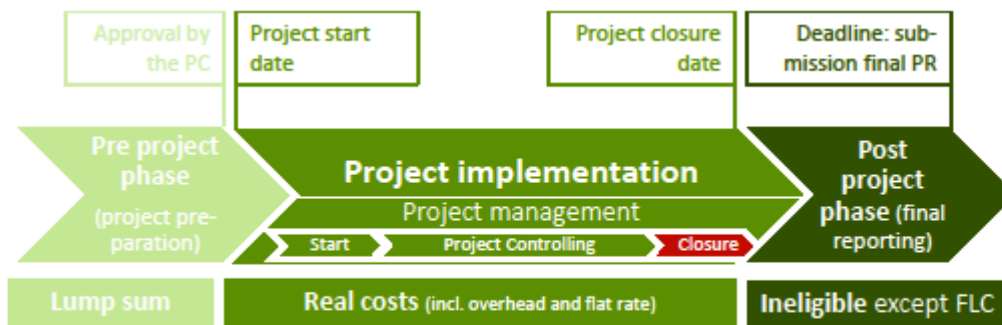 Approval by
the PC
Project start
date
Project closure
date
Deadline: sub-
mission final PR
Pre project
phase
(project pre-
paration)
Project implementation
Project management
Start
Project Controlling
Closure
Post
project
phase (final
reporting)
Lump sum
Real costs (incl. overhead and flat rate)
Ineligible except FLC